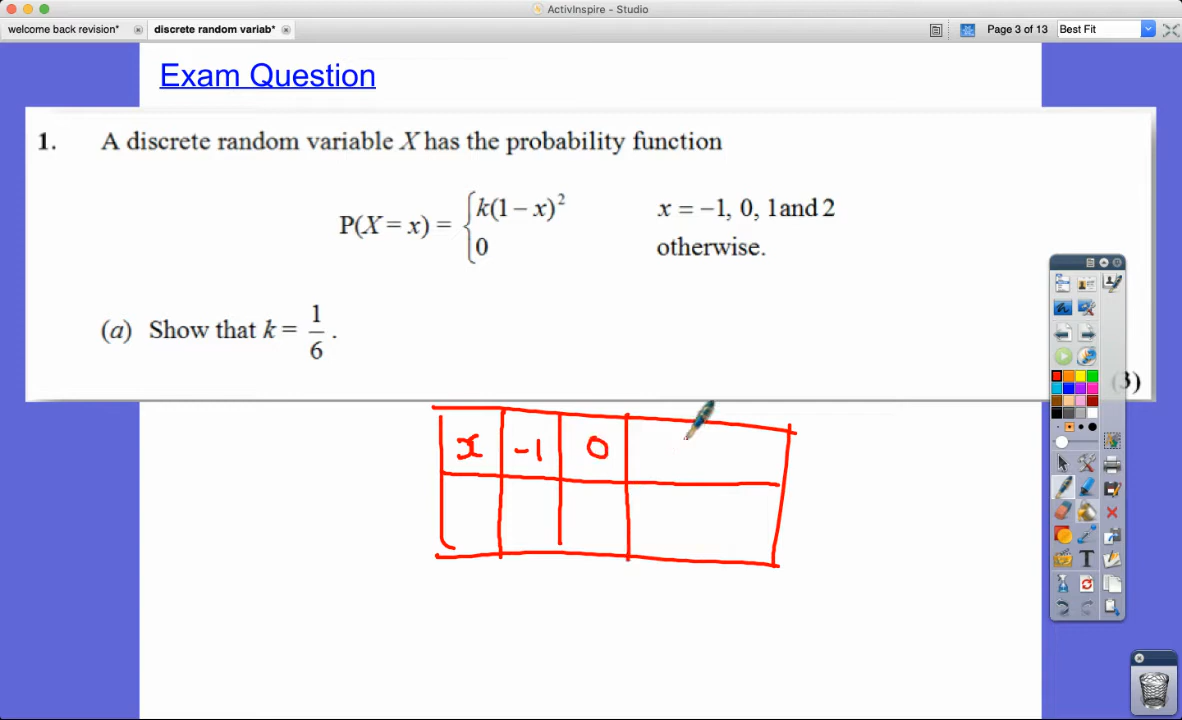 ActivInspire - Studio
welcome back revision*
discrete random variab*
Page 3 of 13
Best Fit
Exam Question
1. A discrete random variable X has the probability function
P(X = x) = { k(1 − x)² x = −1, 0, 1and 2
0 otherwise.
(a) Show that k = 1/6 .
(3)
x -1 0